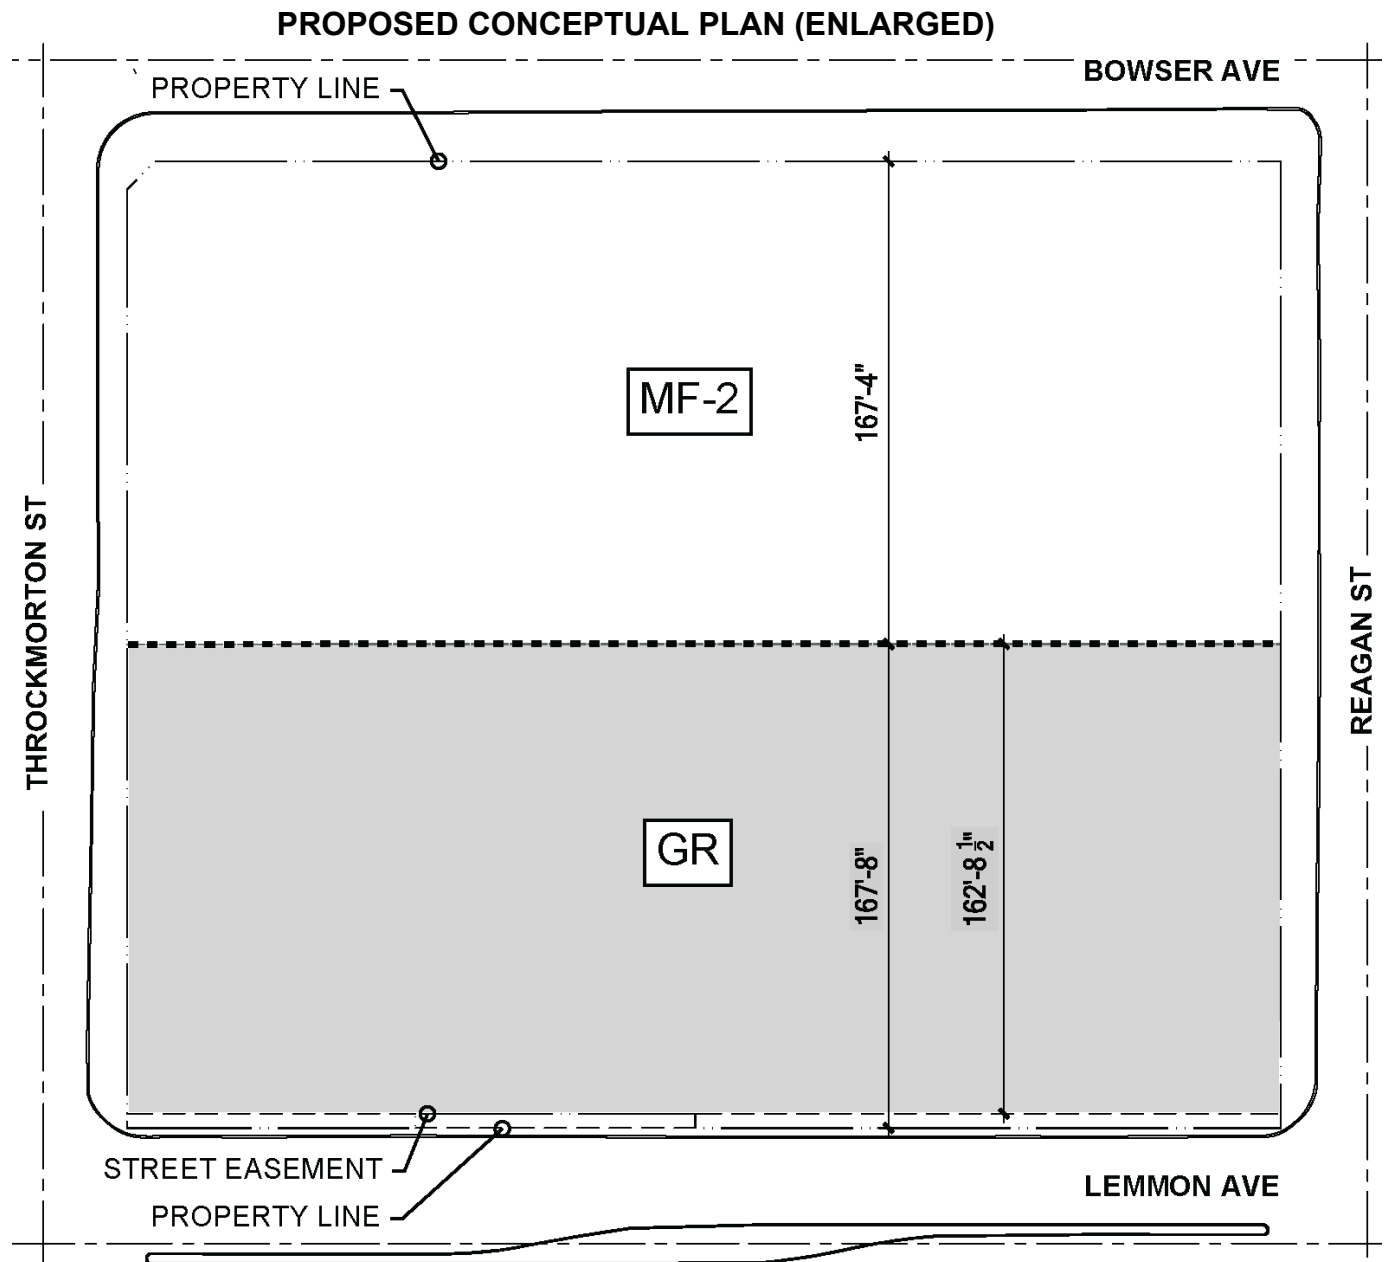 PROPOSED CONCEPTUAL PLAN (ENLARGED)
BOWSER AVE
PROPERTY LINE
MF-2
167'-4"
THROCKMORTON ST
REAGAN ST
GR
167'-8"
162'-8 1/2"
STREET EASEMENT
PROPERTY LINE
LEMMON AVE